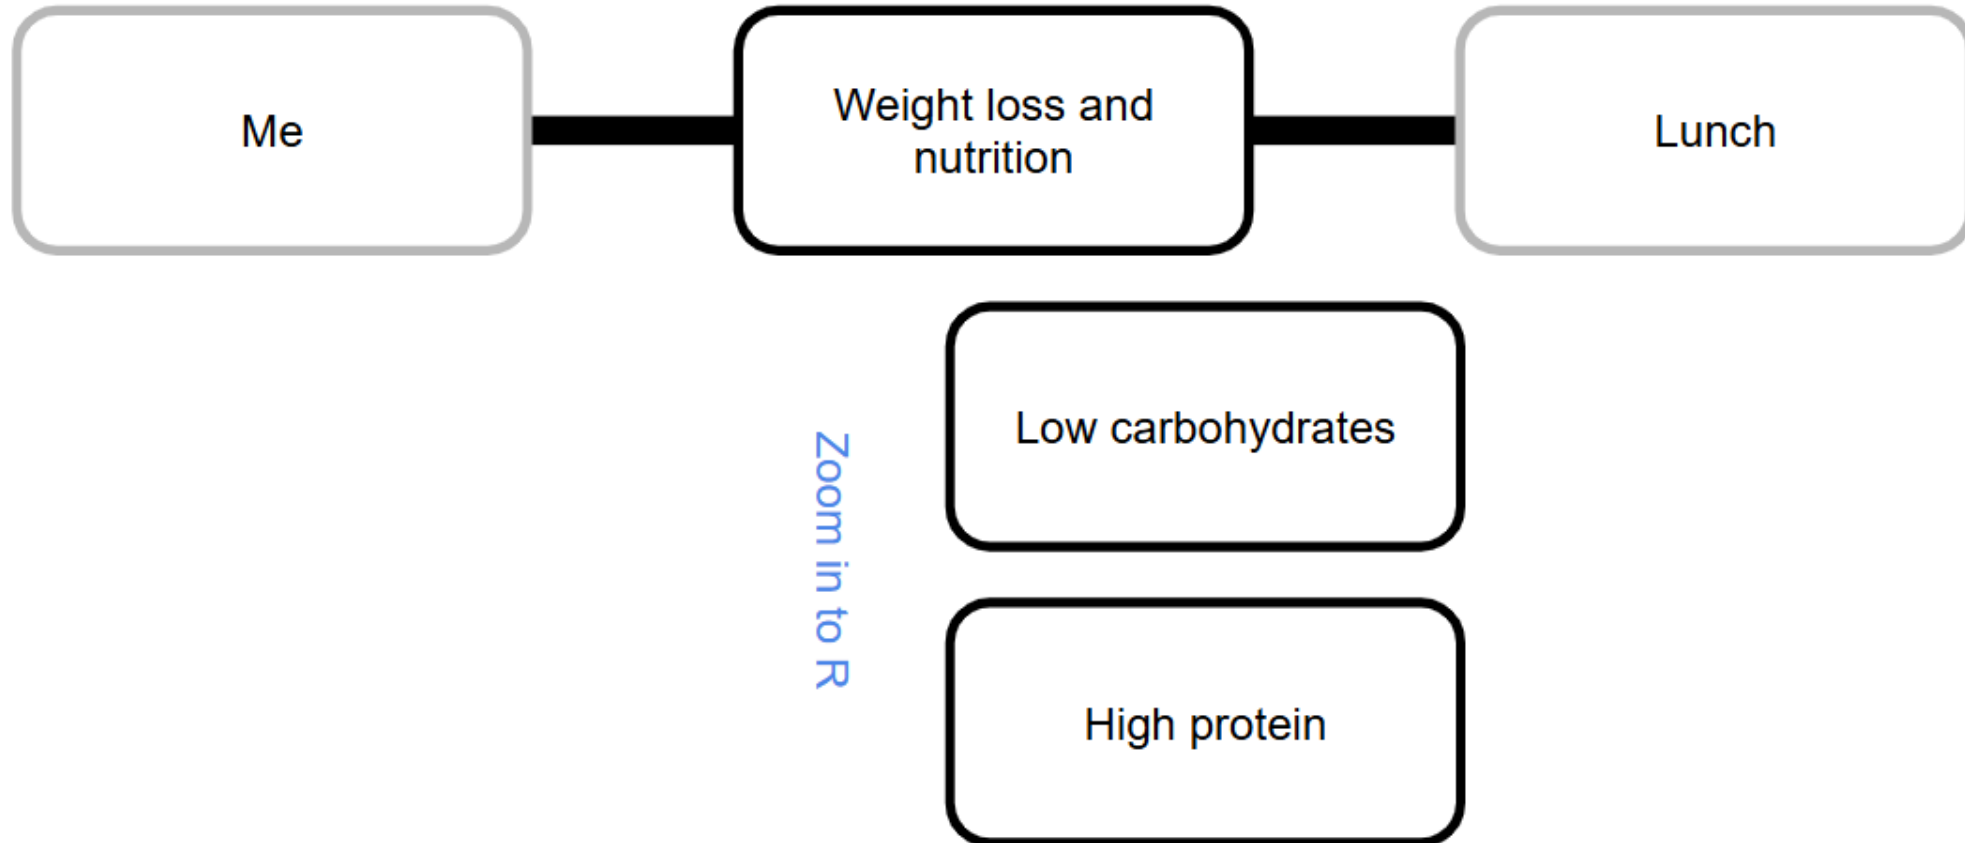 Me
Weight loss and
nutrition
Lunch
Low carbohydrates
Zoom in to R
High protein